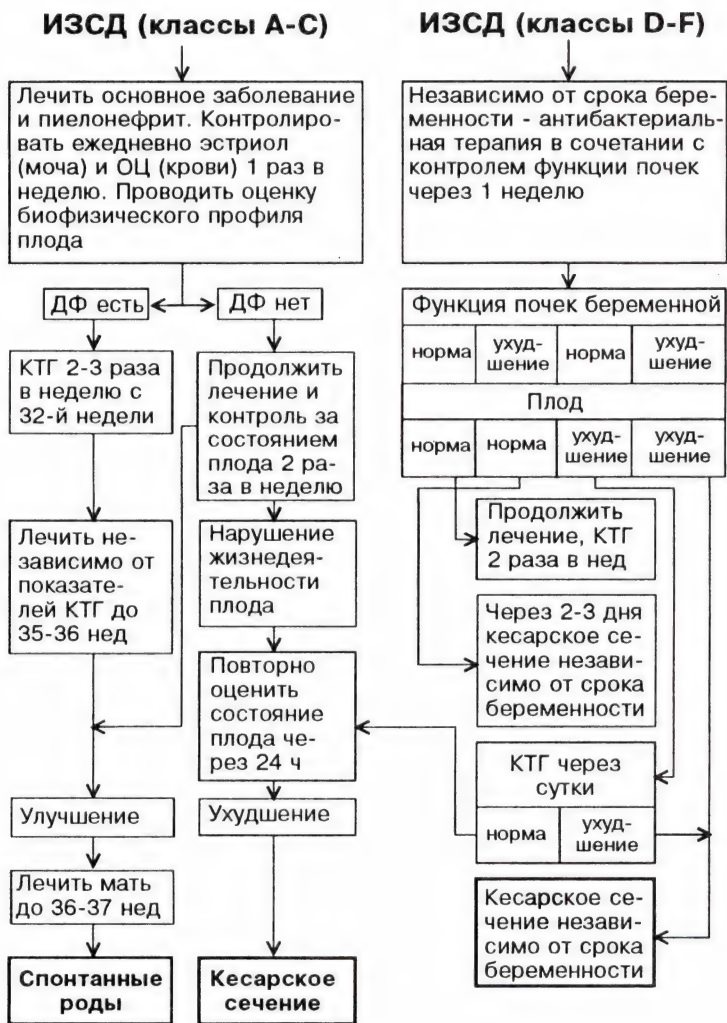 ИЗСД (классы А-С)
Лечить основное заболевание
и пиелонефрит. Контролиро-
вать ежедневно эстриол
(моча) и ОЦ (крови) 1 раз в
неделю. Проводить оценку
биофизического профиля
плода
ДФ есть
ДФ нет
КТГ 2-3 раза
в неделю с
32-й недели
Продолжить
лечение и
контроль за
состоянием
плода 2 ра-
за в неделю
Лечить не-
зависимо от
показате-
лей КТГ до
35-36 нед
Нарушение
жизнедея-
тельности
плода
Повторно
оценить
состояние
плода че-
рез 24 ч
Улучшение
Ухудшение
Лечить мать
до 36-37 нед
Спонтанные
роды
Кесарское
сечение
ИЗСД (классы D-F)
Независимо от срока бере-
менности - антибактериаль-
ная терапия в сочетании с
контролем функции почек
через 1 неделю
Функция почек беременной
норма
ухуд-
шение
норма
ухуд-
шение
Плод
норма
норма
ухуд-
шение
ухуд-
шение
Продолжить
лечение, КТГ
2 раза в нед
Через 2-3 дня
кесарское се-
чение незави-
симо от срока
беременности
КТГ через
сутки
норма
ухуд-
шение
Кесарское се-
чение незави-
симо от срока
беременности